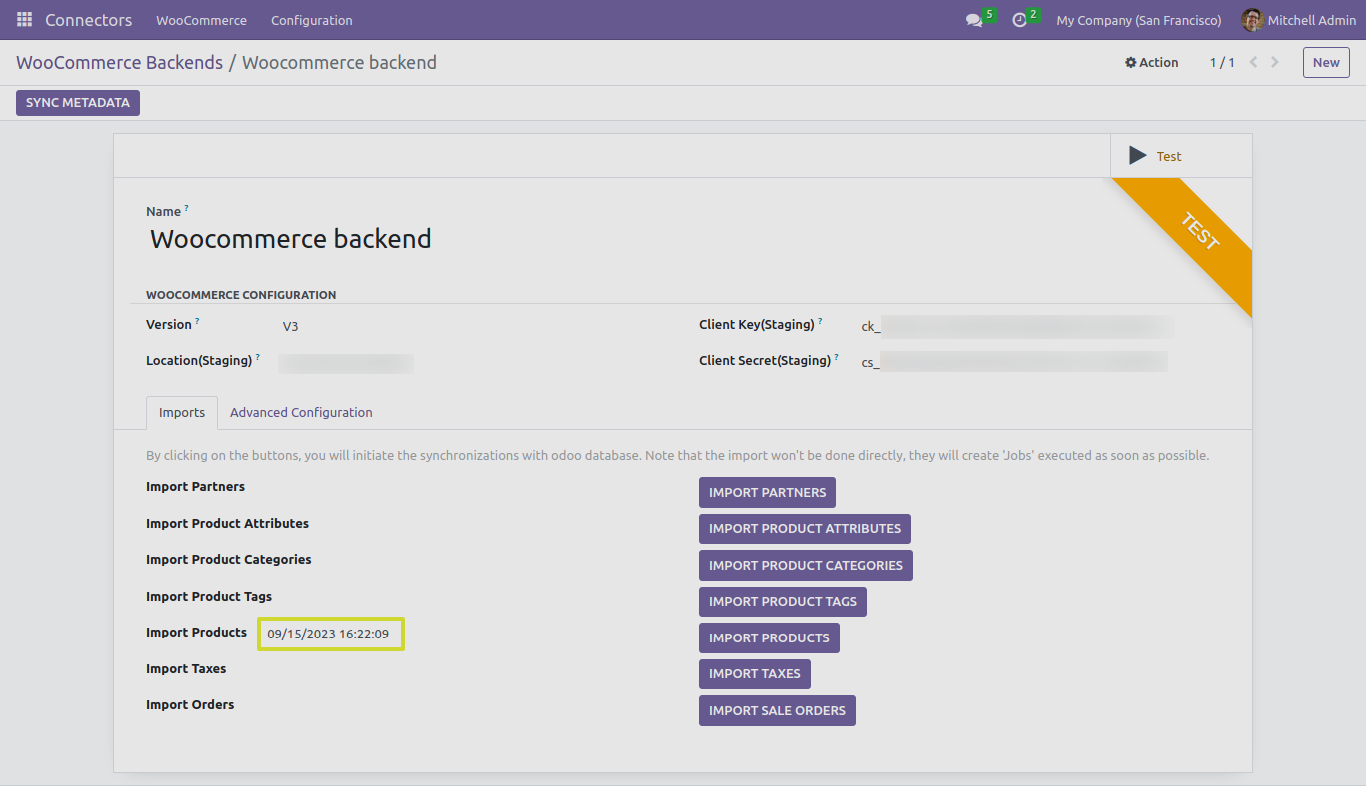 Connectors WooCommerce Configuration 5 2 My Company (San Francisco) Mitchell Admin
WooCommerce Backends / Woocommerce backend Action 1 / 1 New
SYNC METADATA
Test
TEST
Name ?
Woocommerce backend
WOOCOMMERCE CONFIGURATION
Version ? V3 Client Key(Staging) ? ck_
Location(Staging) ? Client Secret(Staging) ? cs_
Imports Advanced Configuration
By clicking on the buttons, you will initiate the synchronizations with odoo database. Note that the import won't be done directly, they will create 'Jobs' executed as soon as possible.
Import Partners IMPORT PARTNERS
Import Product Attributes IMPORT PRODUCT ATTRIBUTES
Import Product Categories IMPORT PRODUCT CATEGORIES
Import Product Tags IMPORT PRODUCT TAGS
Import Products 09/15/2023 16:22:09 IMPORT PRODUCTS
Import Taxes IMPORT TAXES
Import Orders IMPORT SALE ORDERS